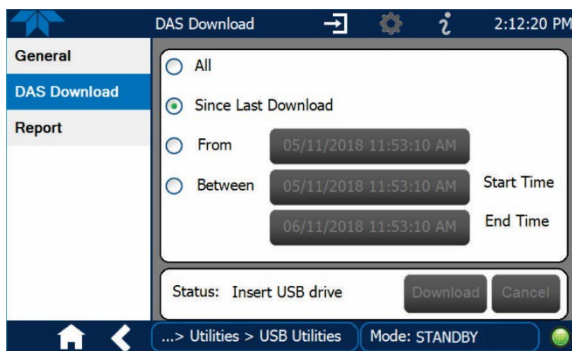 DAS Download 2:12:20 PM
General
DAS Download
Report
All
Since Last Download
From 05/11/2018 11:53:10 AM
Between 05/11/2018 11:53:10 AM Start Time
06/11/2018 11:53:10 AM End Time
Status: Insert USB drive Download Cancel
...> Utilities > USB Utilities Mode: STANDBY